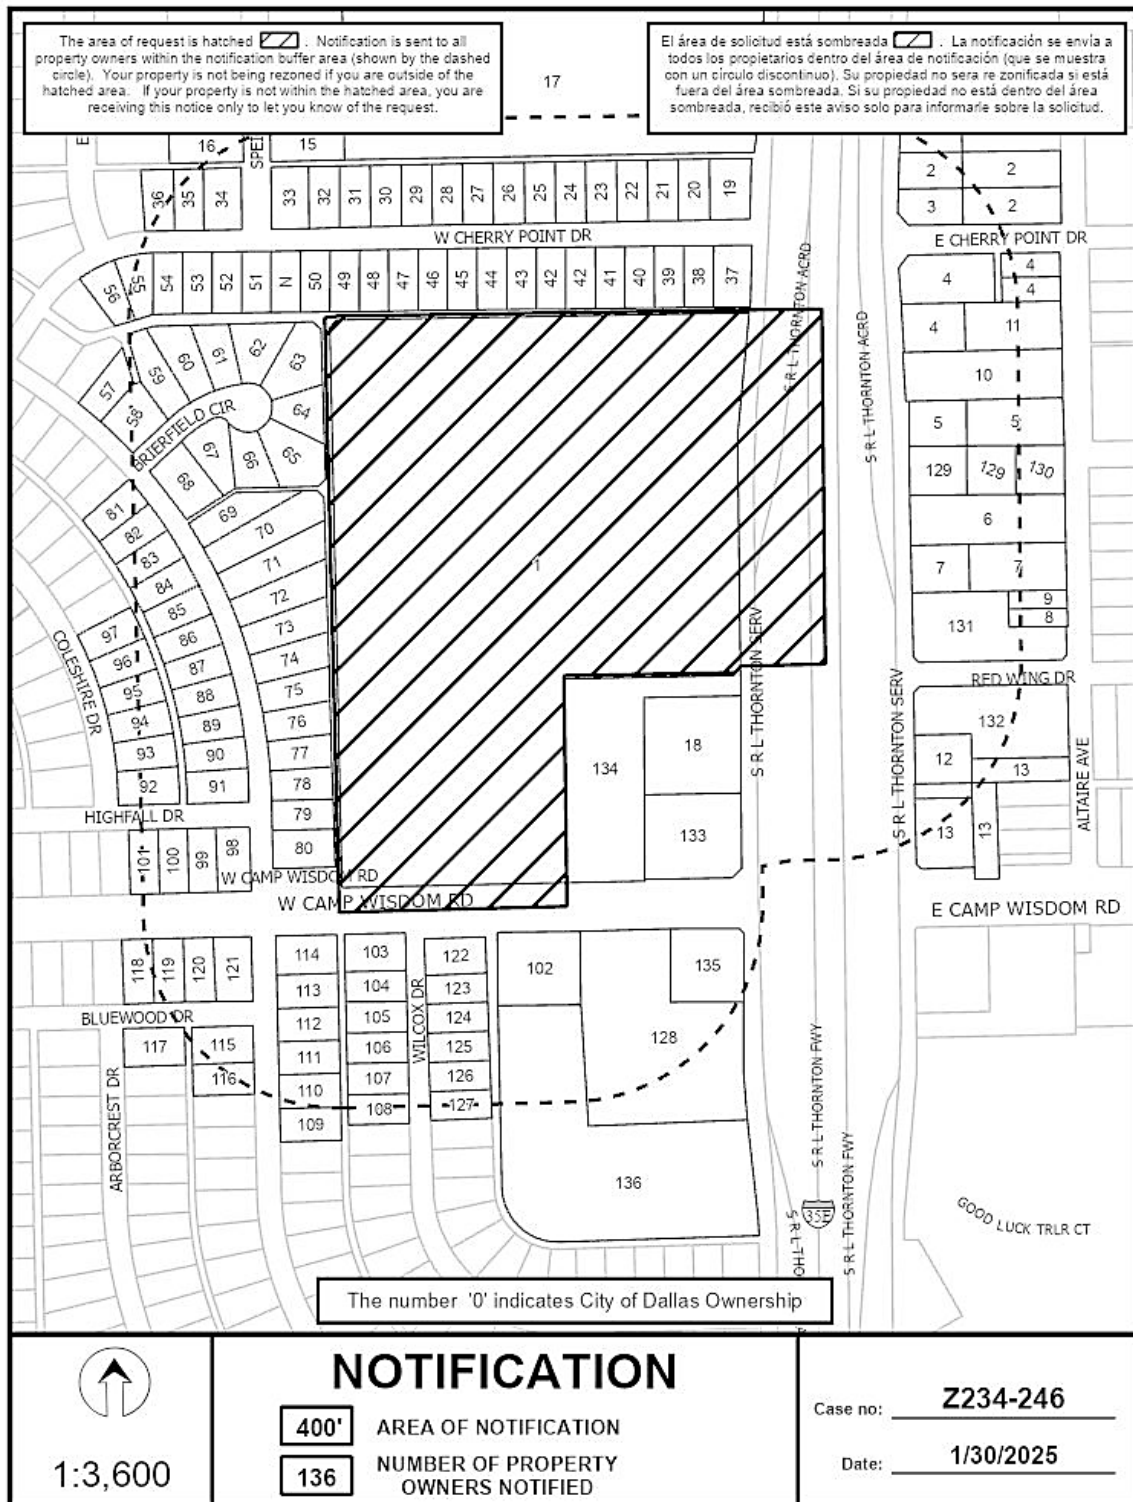 The area of request is hatched . Notification is sent to all
property owners within the notification buffer area (shown by the dashed
circle). Your property is not being rezoned if you are outside of the
hatched area. If your property is not within the hatched area, you are
receiving this notice only to let you know of the request.
El área de solicitud está sombreada . La notificación se envía a
todos los propietarios dentro del área de notificación (que se muestra
con un círculo discontinuo). Su propiedad no sera re zonificada si está
fuera del área sombreada. Si su propiedad no está dentro del área
sombreada, recibió este aviso solo para informarle sobre la solicitud.
17
E
16
SPEI
15
2 2
3 2
36 35 34 33 32 31 30 29 28 27 26 25 24 23 22 21 20 19
W CHERRY POINT DR
E CHERRY POINT DR
56 55 54 53 52 51 N 50 49 48 47 46 45 44 43 42 42 41 40 39 38 37
S R L THORNTON ACRD
S R L THORNTON ACRD
4 4
4
4 11
10
5 5
129 129 130
6
7 7
9
8
131
57 58 59 60 61 62 63
64
BRIERFIELD CIR
65 66 67 68
69
70
71
72
73
74
75
76
77
78
79
80
1
81
82
83
84
85
86
87
88
89
90
91
97
96
95
94
93
92
COLESHIRE DR
HIGHFALL DR
101 100 99 98
W CAMP WISDOM RD
W CAMP WISDOM RD
134
18
133
S R L THORNTON SERV
S R L THORNTON SERV
RED WING DR
132
12
13
13 13
ALTAIRE AVE
E CAMP WISDOM RD
118 119 120 121
BLUEWOOD DR
117 115
116
ARBORCREST DR
114
113
112
111
110
109
103
104
105
106
107
108
WILCOX DR
122
123
124
125
126
127
102
135
128
136
S R L THORNTON FWY
S R L THORNTON FWY
35E
S R L THO
GOOD LUCK TRLR CT
The number '0' indicates City of Dallas Ownership
1:3,600
NOTIFICATION
400' AREA OF NOTIFICATION
136 NUMBER OF PROPERTY
OWNERS NOTIFIED
Case no: Z234-246
Date: 1/30/2025